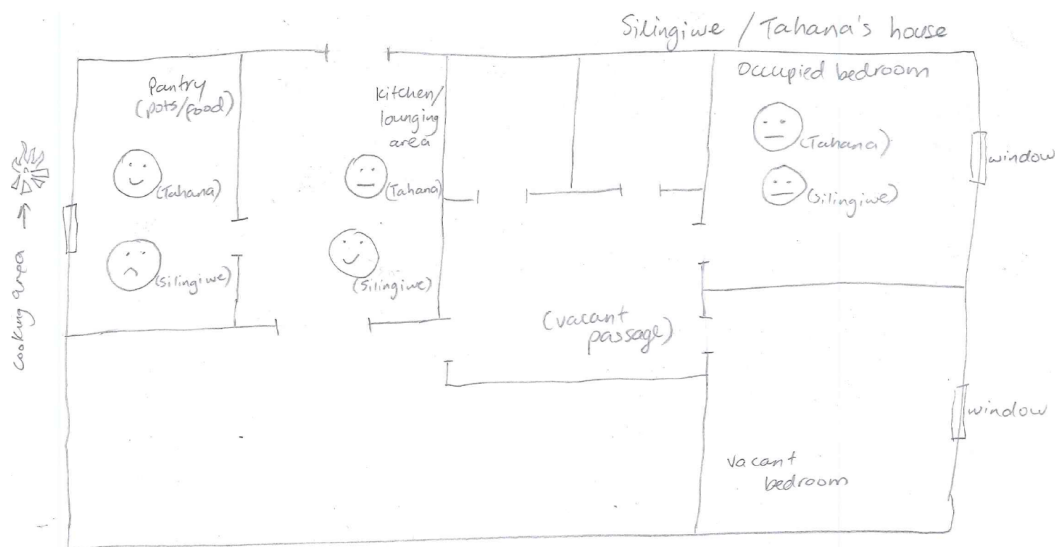 Silingiwe / Tahana's house
Pantry
(pots/food)
kitchen/
lounging
area
Occupied bedroom
(Tahana)
(Silingiwe)
window
(Tahana)
(Silingiwe)
(Tahana)
(Silingiwe)
cooking area →
(vacant
passage)
window
vacant
bedroom